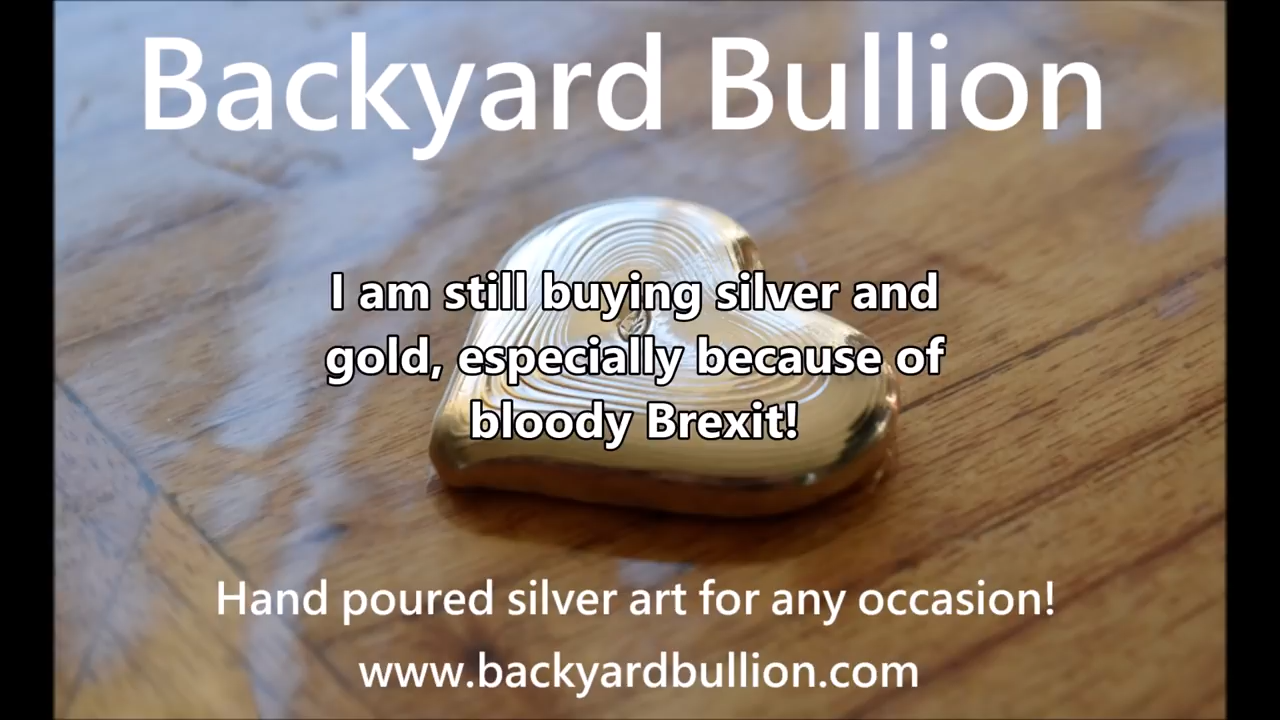 Backyard Bullion
I am still buying silver and
gold, especially because of
bloody Brexit!
Hand poured silver art for any occasion!
www.backyardbullion.com